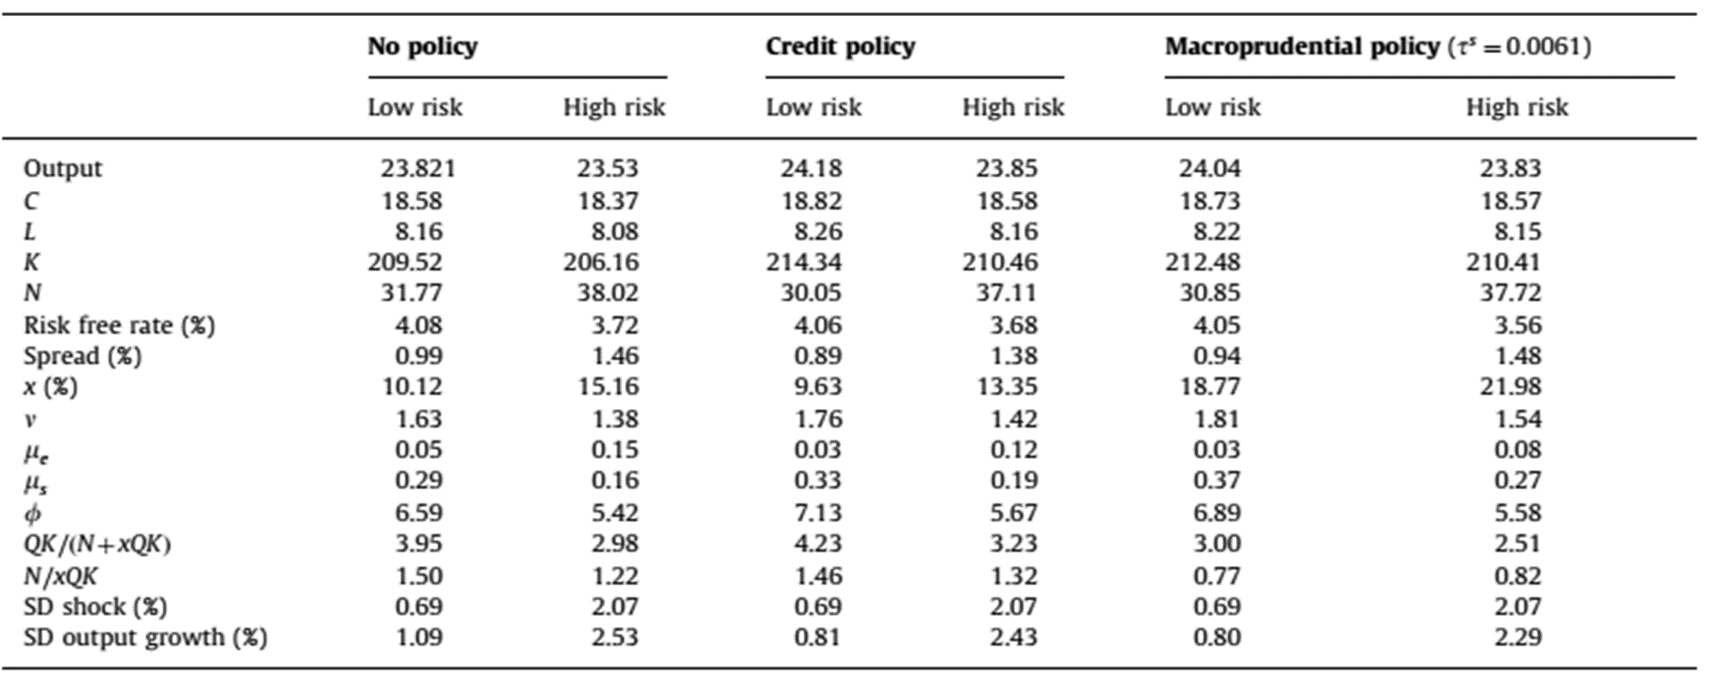 No policy Credit policy Macroprudential policy (τˢ = 0.0061)
Low risk High risk Low risk High risk Low risk High risk
Output 23.821 23.53 24.18 23.85 24.04 23.83
C 18.58 18.37 18.82 18.58 18.73 18.57
L 8.16 8.08 8.26 8.16 8.22 8.15
K 209.52 206.16 214.34 210.46 212.48 210.41
N 31.77 38.02 30.05 37.11 30.85 37.72
Risk free rate (%) 4.08 3.72 4.06 3.68 4.05 3.56
Spread (%) 0.99 1.46 0.89 1.38 0.94 1.48
x (%) 10.12 15.16 9.63 13.35 18.77 21.98
ν 1.63 1.38 1.76 1.42 1.81 1.54
μₑ 0.05 0.15 0.03 0.12 0.03 0.08
μₛ 0.29 0.16 0.33 0.19 0.37 0.27
ϕ 6.59 5.42 7.13 5.67 6.89 5.58
QK/(N+xQK) 3.95 2.98 4.23 3.23 3.00 2.51
N/xQK 1.50 1.22 1.46 1.32 0.77 0.82
SD shock (%) 0.69 2.07 0.69 2.07 0.69 2.07
SD output growth (%) 1.09 2.53 0.81 2.43 0.80 2.29